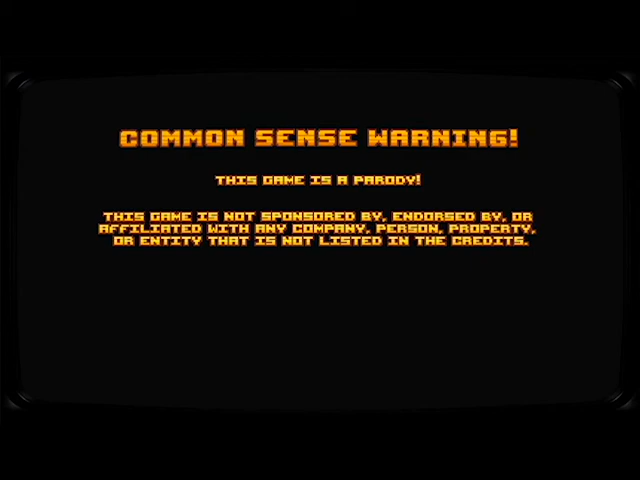 COMMON SENSE WARNING!
THIS GAME IS A PARODY!
THIS GAME IS NOT SPONSORED BY, ENDORSED BY, OR
AFFILIATED WITH ANY COMPANY, PERSON, PROPERTY,
OR ENTITY THAT IS NOT LISTED IN THE CREDITS.